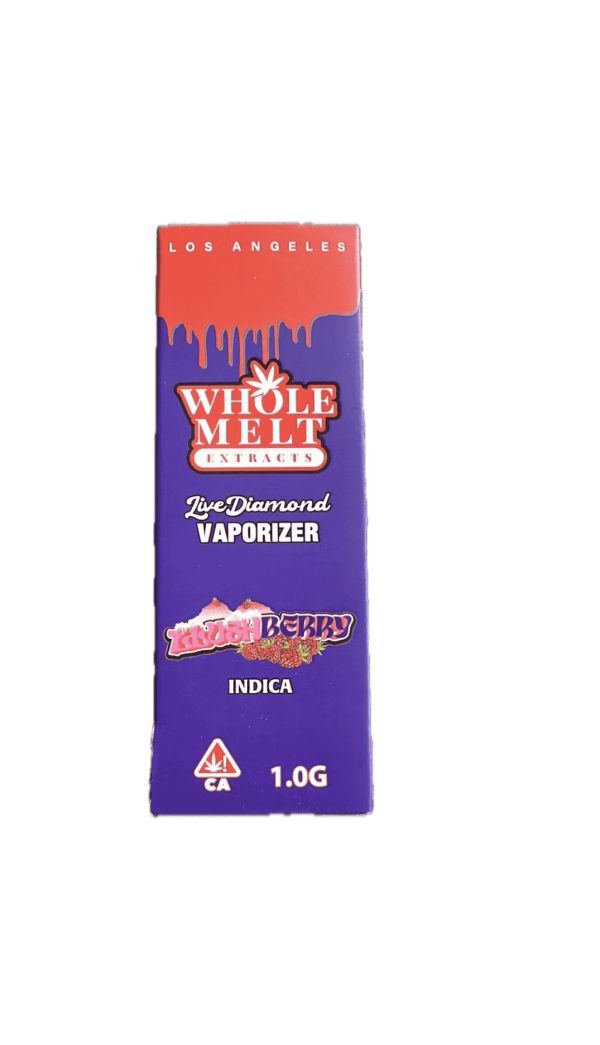 LOS ANGELES
WHOLE
MELT
EXTRACTS
Live Diamond
VAPORIZER
BERRY
INDICA
CA
1.0G